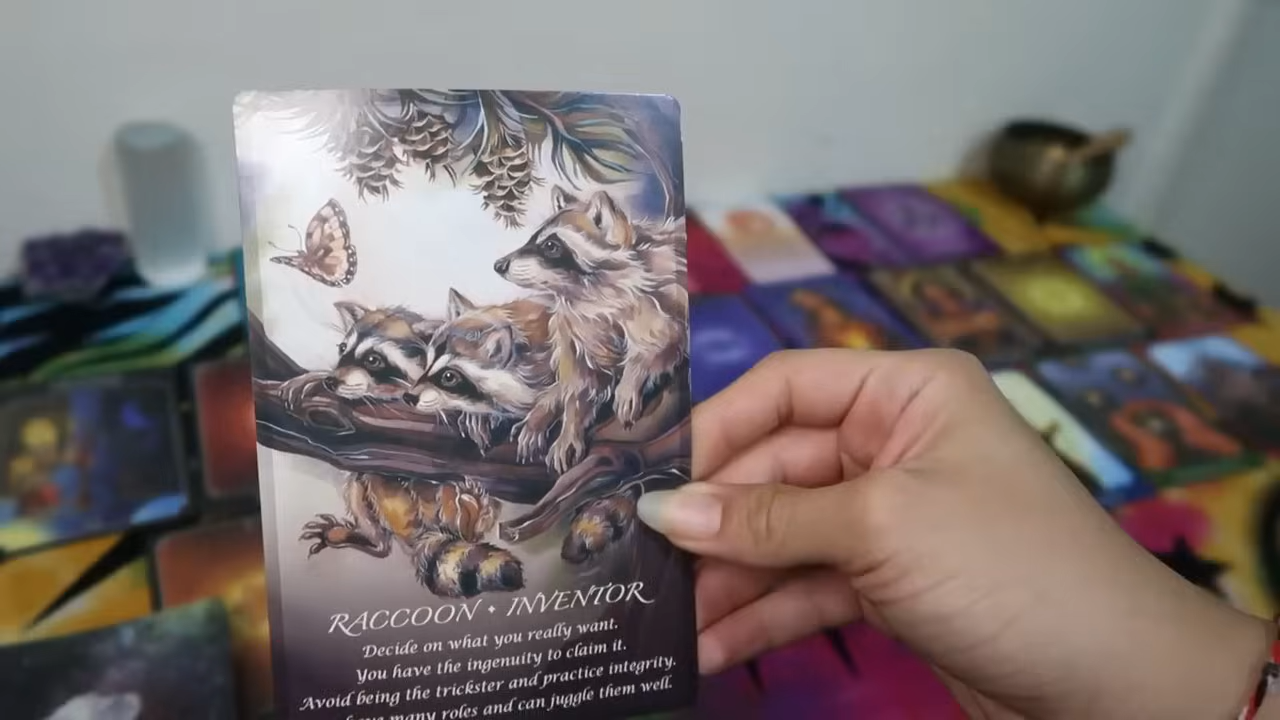 RACCOON • INVENTOR
Decide on what you really want.
You have the ingenuity to claim it.
Avoid being the trickster and practice integrity.
have many roles and can juggle them well.